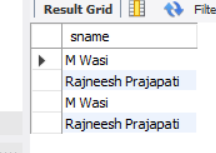 Result Grid Filte
sname
M Wasi
Rajneesh Prajapati
M Wasi
Rajneesh Prajapati